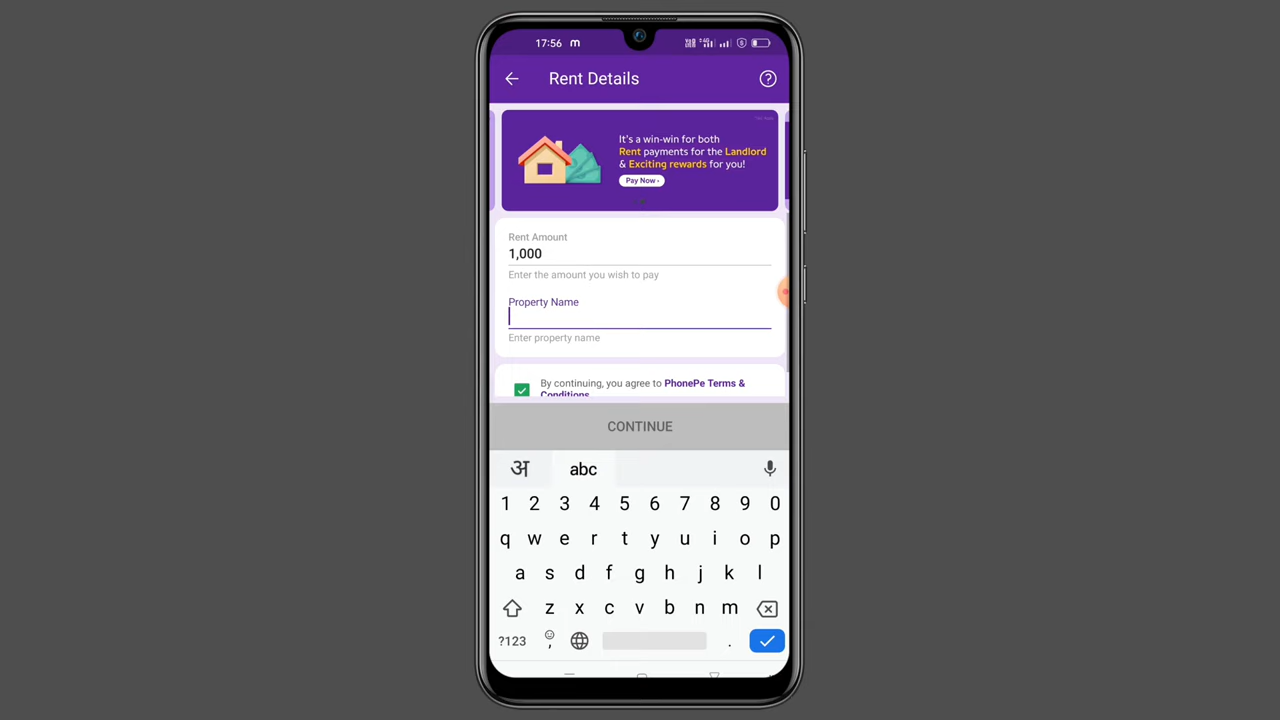 17:56 m
Rent Details
It's a win-win for both
Rent payments for the Landlord
& Exciting rewards for you!
Pay Now ›
Rent Amount
1,000
Enter the amount you wish to pay
Property Name
Enter property name
By continuing, you agree to PhonePe Terms &
Conditions
CONTINUE
अ abc
1 2 3 4 5 6 7 8 9 0
q w e r t y u i o p
a s d f g h j k l
z x c v b n m
?123 , .